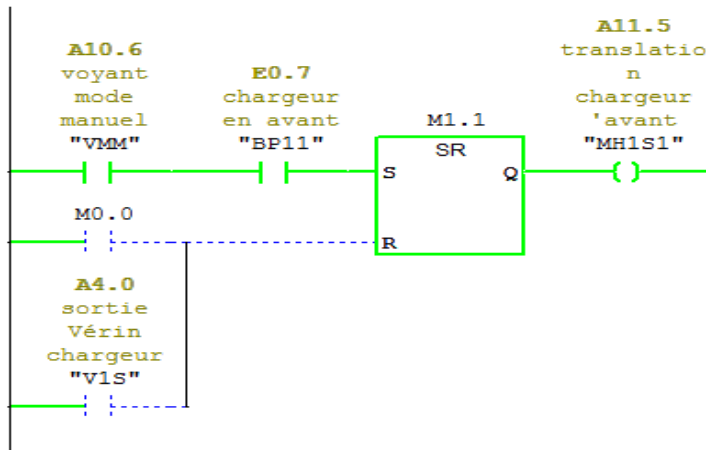 A10.6
voyant
mode
manuel
"VMM"
E0.7
chargeur
en avant
"BP11"
M1.1
SR
S
Q
R
A11.5
translatio
n
chargeur
'avant
"MH1S1"
M0.0
A4.0
sortie
Vérin
chargeur
"V1S"